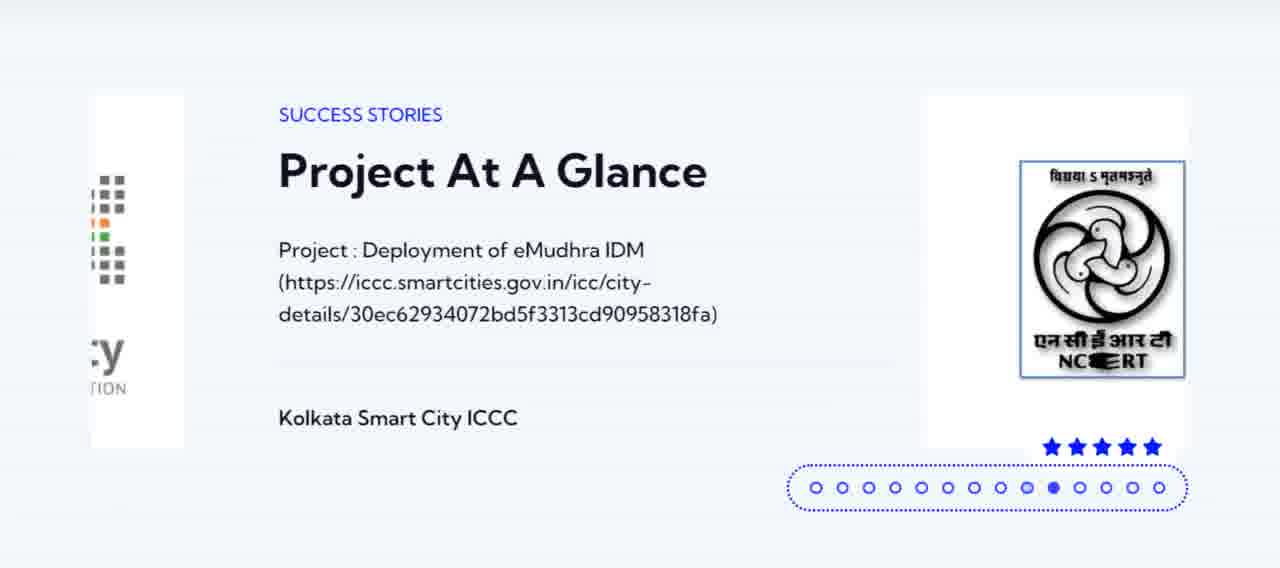 SUCCESS STORIES
Project At A Glance
Project : Deployment of eMudhra IDM
(https://iccc.smartcities.gov.in/icc/city-
details/30ec62934072bd5f3313cd90958318fa)
Kolkata Smart City ICCC
ty
TION
विद्यया ऽ मृतमश्नुते
एन सी ई आर टी
NCERT